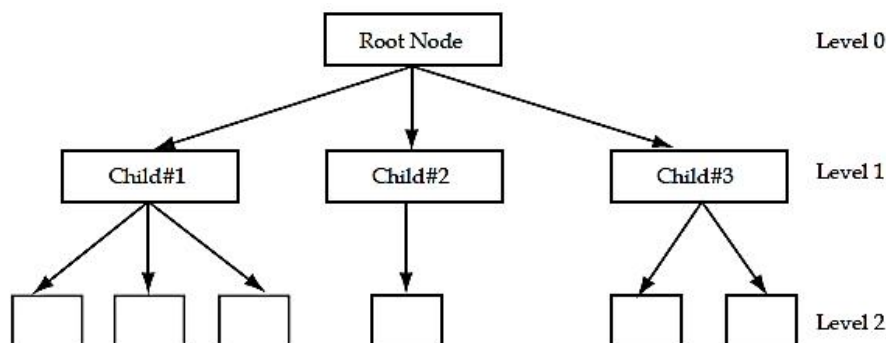 Root Node
Level 0
Child#1
Child#2
Child#3
Level 1
Level 2